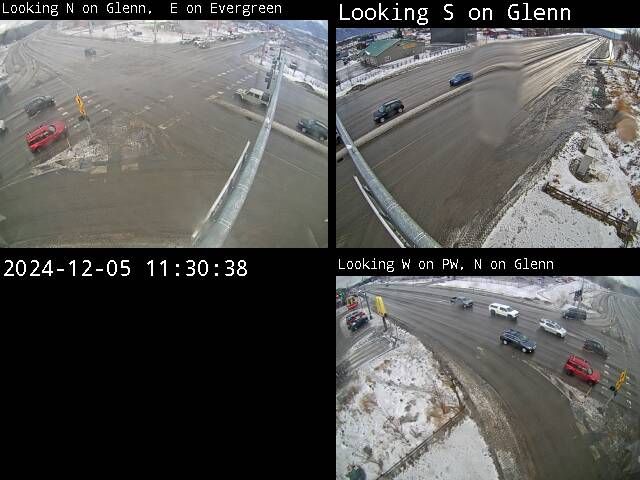 Looking N on Glenn, E on Evergreen
Looking S on Glenn
2024-12-05 11:30:38
Looking W on PW, N on Glenn